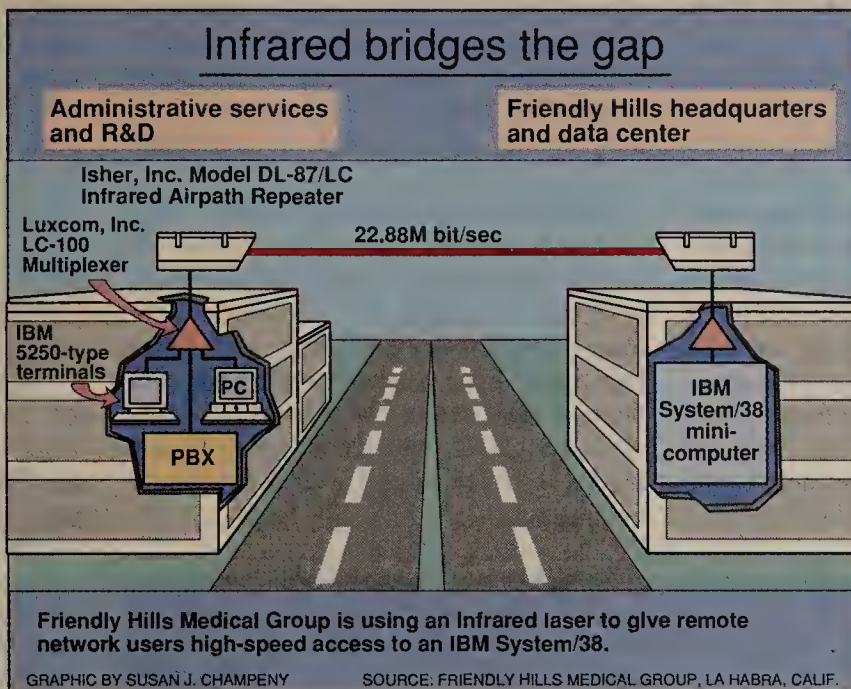 Infrared bridges the gap
Administrative services
and R&D
Friendly Hills headquarters
and data center
Isher, Inc. Model DL-87/LC
Infrared Airpath Repeater
Luxcom, Inc.
LC-100
Multiplexer
22.88M bit/sec
IBM
5250-type
terminals
PC
PBX
IBM
System/38
mini-
computer
Friendly Hills Medical Group is using an infrared laser to give remote
network users high-speed access to an IBM System/38.
GRAPHIC BY SUSAN J. CHAMPENY
SOURCE: FRIENDLY HILLS MEDICAL GROUP, LA HABRA, CALIF.